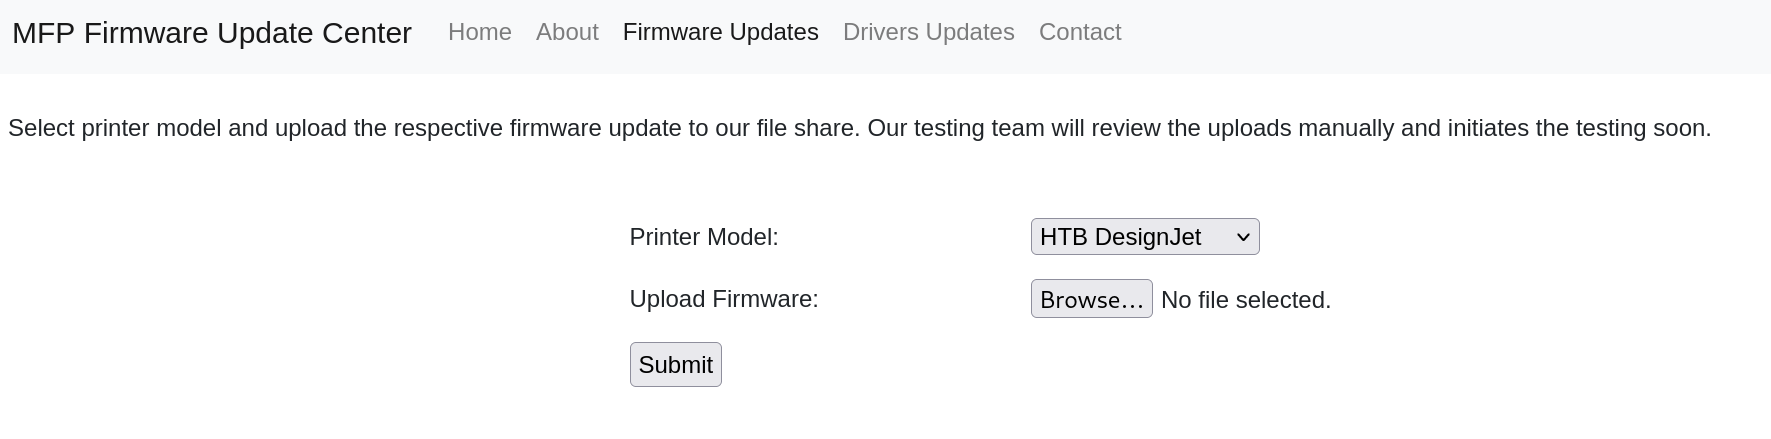 MFP Firmware Update Center Home About Firmware Updates Drivers Updates Contact
Select printer model and upload the respective firmware update to our file share. Our testing team will review the uploads manually and initiates the testing soon.
Printer Model: HTB DesignJet
Upload Firmware: Browse... No file selected.
Submit